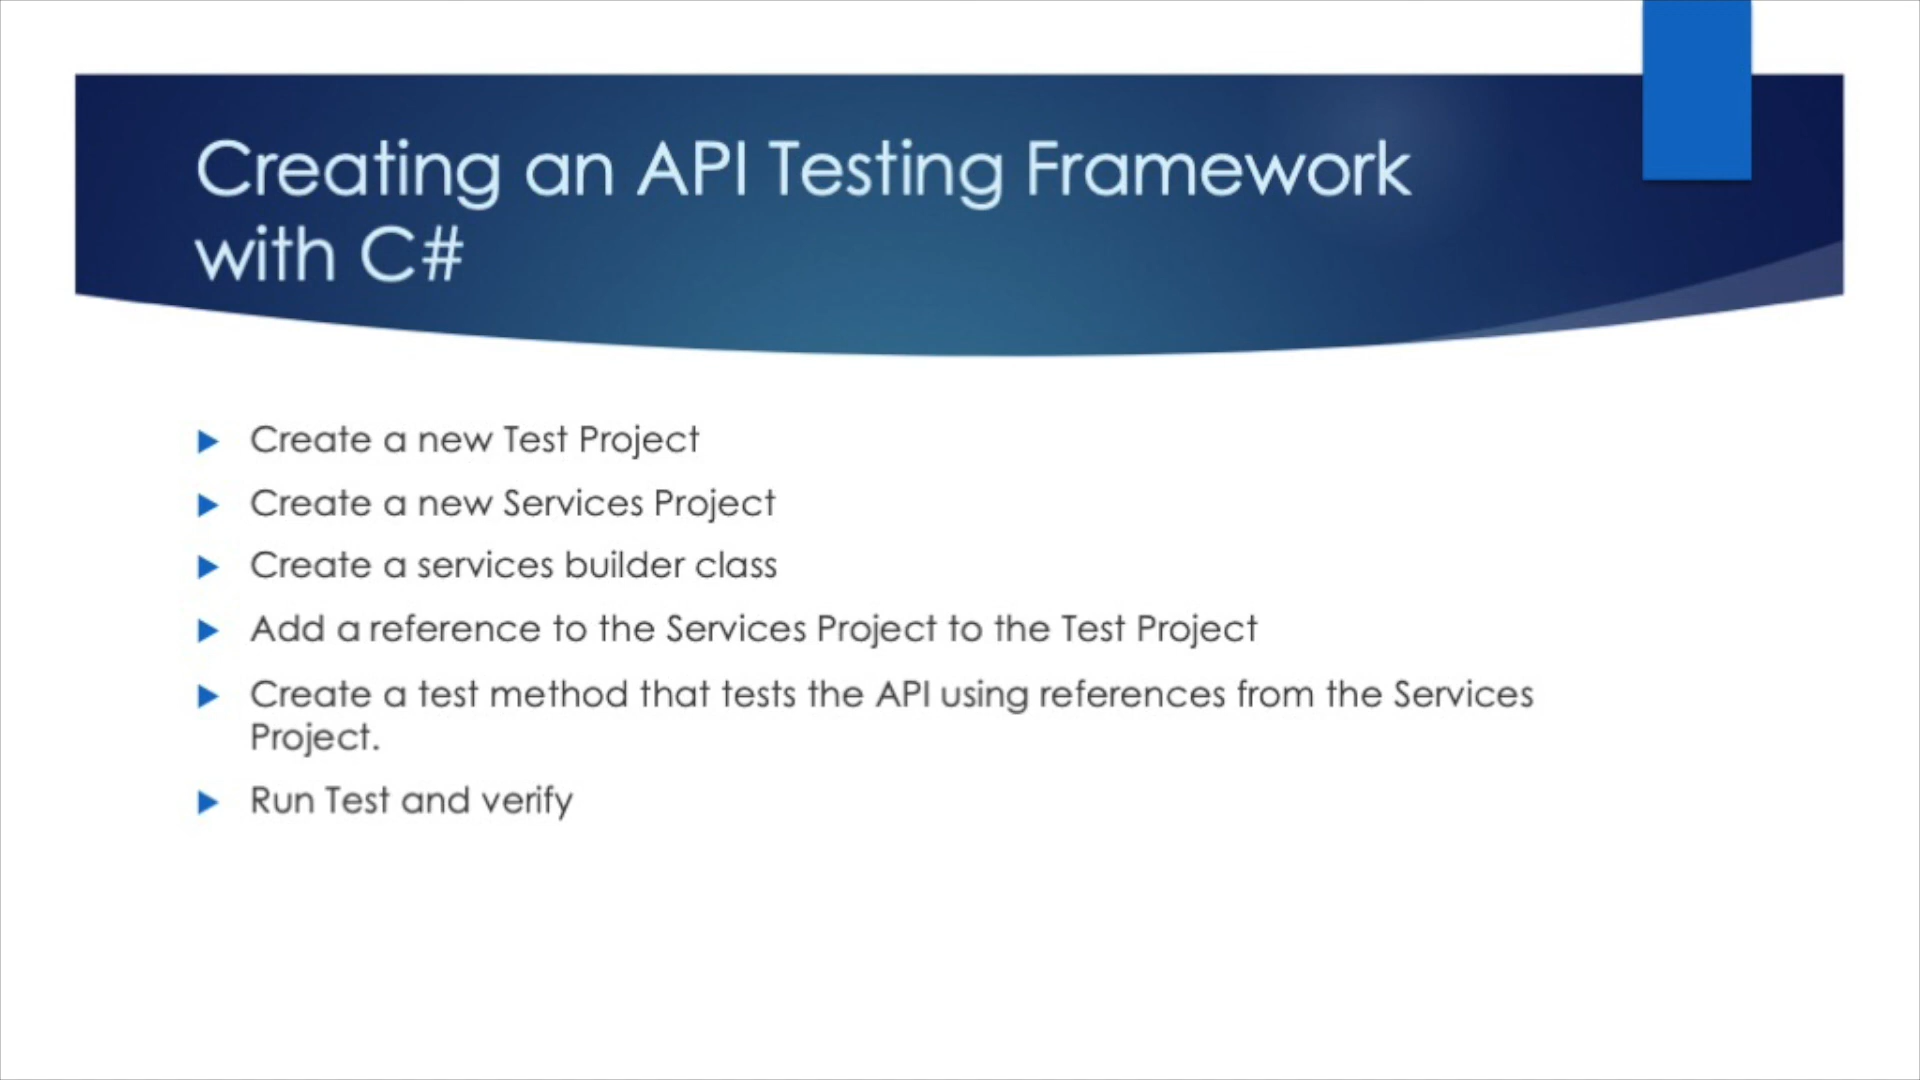 Creating an API Testing Framework
with C#
Create a new Test Project
Create a new Services Project
Create a services builder class
Add a reference to the Services Project to the Test Project
Create a test method that tests the API using references from the Services
Project.
Run Test and verify